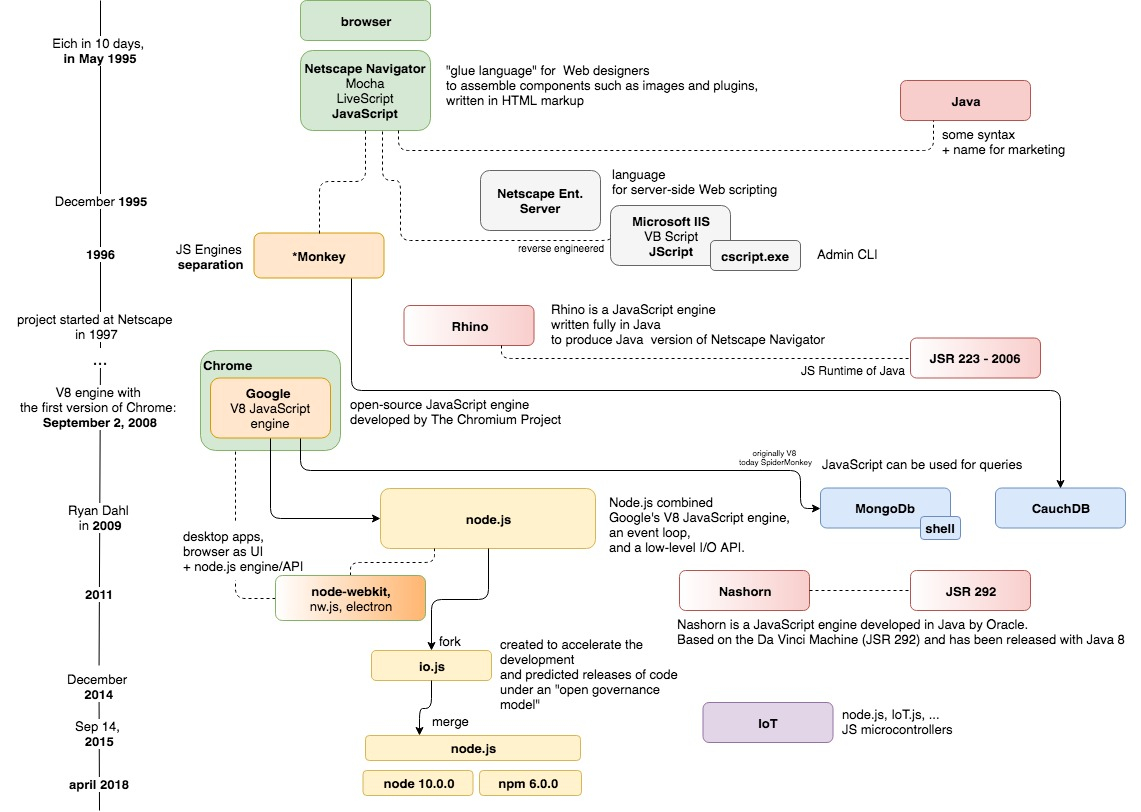 browser
Eich in 10 days,
in May 1995
Netscape Navigator
Mocha
LiveScript
JavaScript
"glue language" for  Web designers
to assemble components such as images and plugins,
written in HTML markup
Java
some syntax
+ name for marketing
December 1995
Netscape Ent.
Server
language
for server-side Web scripting
Microsoft IIS
VB Script
JScript
reverse engineered
cscript.exe
Admin CLI
1996
JS Engines
separation
*Monkey
project started at Netscape
in 1997
Rhino
Rhino is a JavaScript engine
written fully in Java
to produce Java  version of Netscape Navigator
JSR 223 - 2006
JS Runtime of Java
...
Chrome
Google
V8 JavaScript
engine
V8 engine with
the first version of Chrome:
September 2, 2008
open-source JavaScript engine
developed by The Chromium Project
originally V8
today SpiderMonkey
JavaScript can be used for queries
Ryan Dahl
in 2009
node.js
Node.js combined
Google's V8 JavaScript engine,
an event loop,
and a low-level I/O API.
MongoDb
shell
CauchDB
desktop apps,
browser as UI
+ node.js engine/API
2011
node-webkit,
nw.js, electron
Nashorn
JSR 292
Nashorn is a JavaScript engine developed in Java by Oracle.
Based on the Da Vinci Machine (JSR 292) and has been released with Java 8
fork
io.js
created to accelerate the
development
and predicted releases of code
under an "open governance
model"
December
2014
merge
Sep 14,
2015
IoT
node.js, IoT.js, ...
JS microcontrollers
node.js
april 2018
node 10.0.0
npm 6.0.0